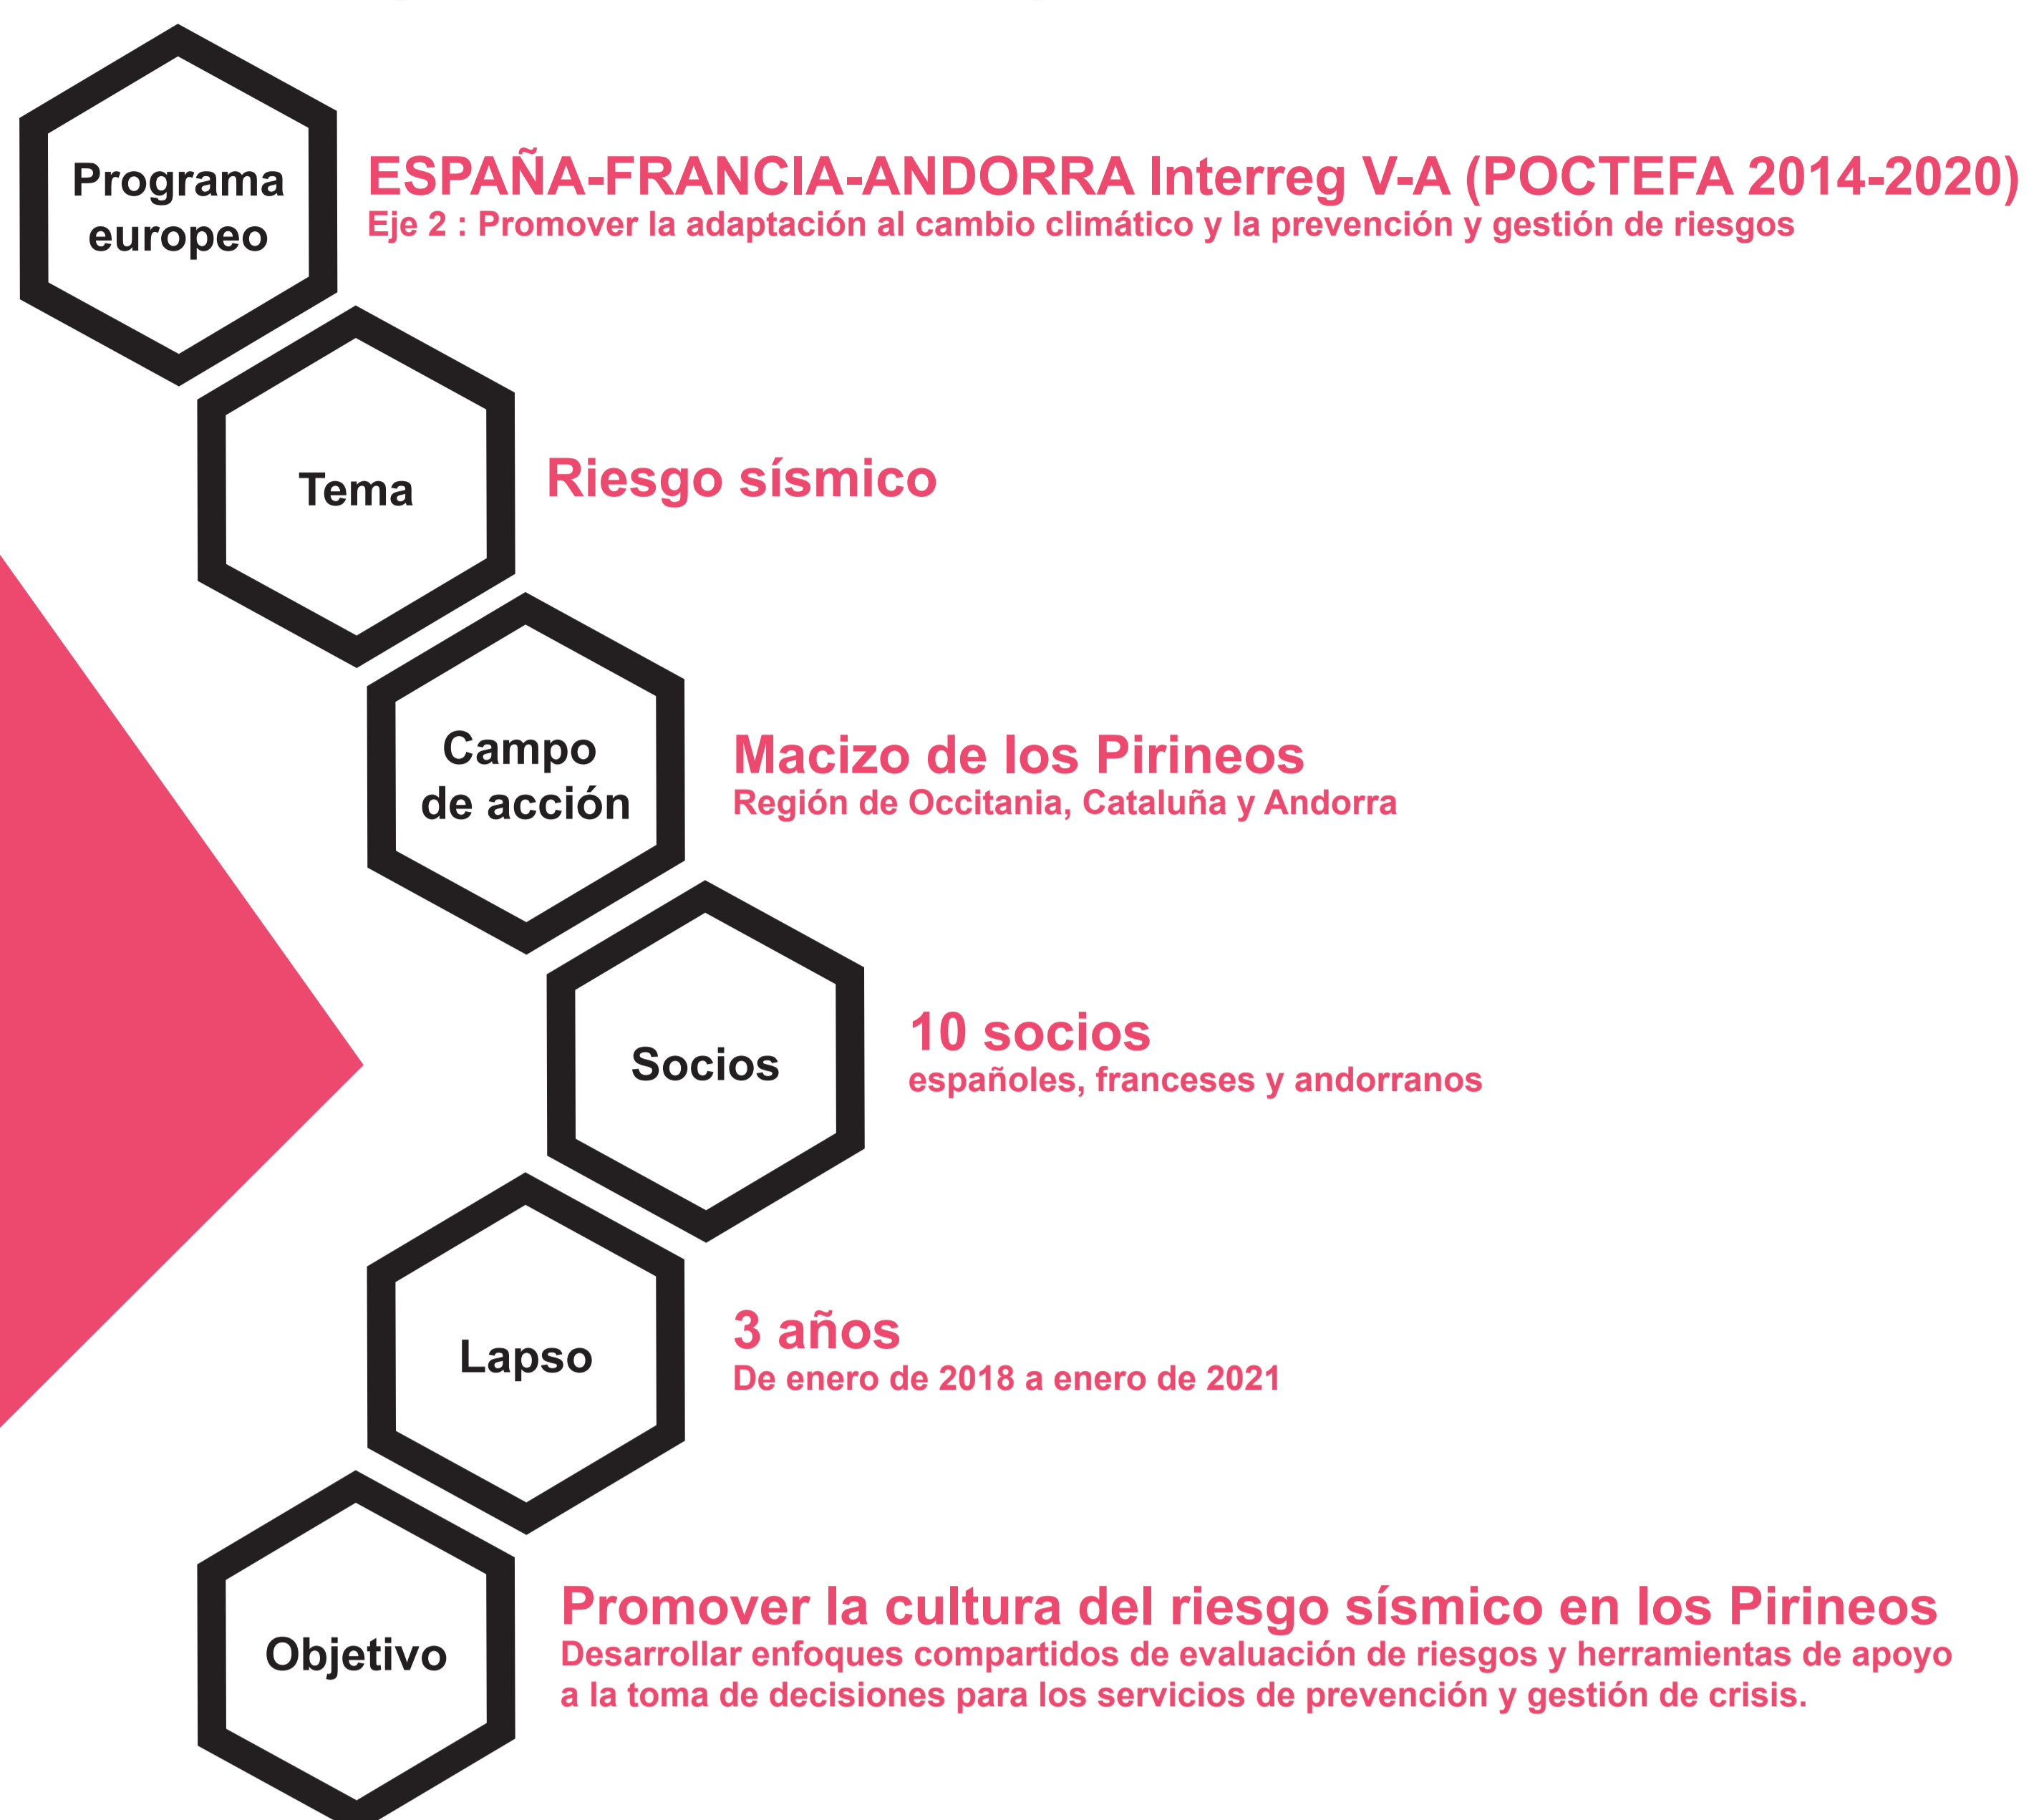 Programa
europeo
ESPAÑA-FRANCIA-ANDORRA Interreg V-A (POCTEFA 2014-2020)
Eje 2 : Promover la adaptación al cambio climático y la prevención y gestión de riesgos
Tema
Riesgo sísmico
Campo
de acción
Macizo de los Pirineos
Región de Occitania, Cataluña y Andorra
Socios
10 socios
españoles, franceses y andorranos
Lapso
3 años
De enero de 2018 a enero de 2021
Objetivo
Promover la cultura del riesgo sísmico en los Pirineos
Desarrollar enfoques compartidos de evaluación de riesgos y herramientas de apoyo
a la toma de decisiones para los servicios de prevención y gestión de crisis.